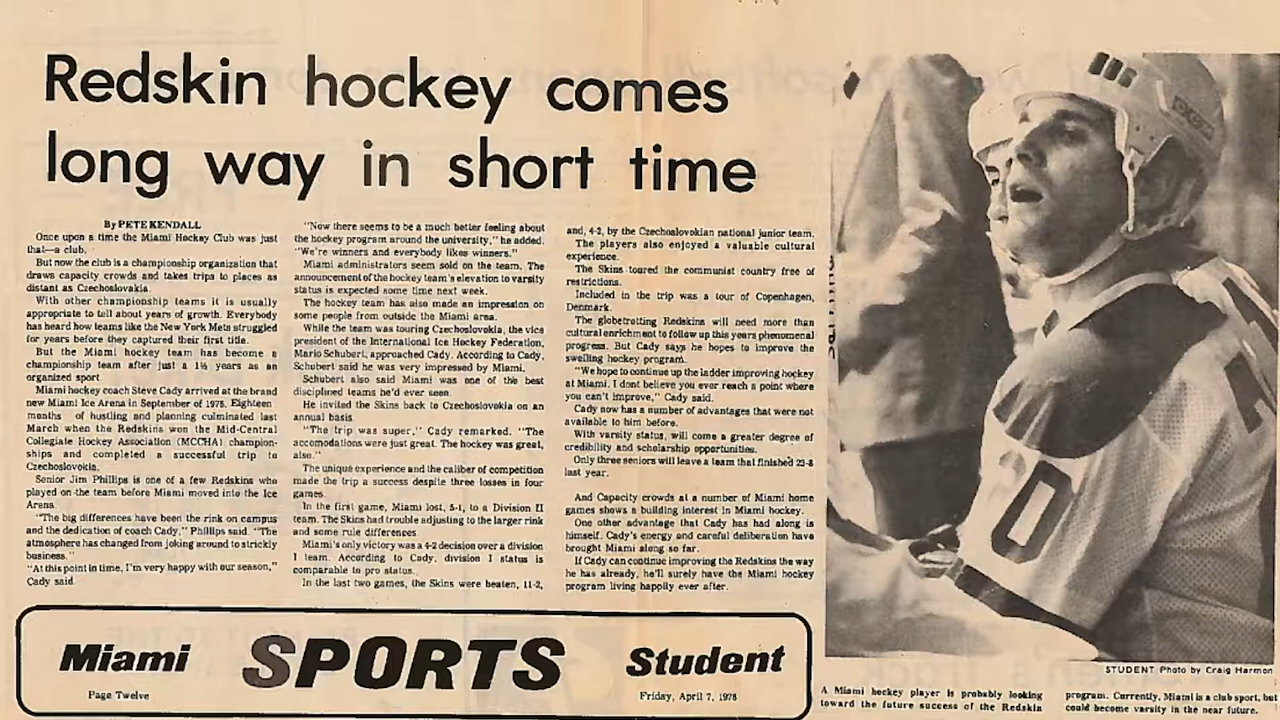 Redskin hockey comes
long way in short time
By PETE KENDALL
Once upon a time the Miami Hockey Club was just
that—a club.
But now the club is a championship organization that
draws capacity crowds and takes trips to places as
distant as Czechoslovakia.
With other championship teams it is usually
appropriate to tell about years of growth. Everybody
has heard how teams like the New York Mets struggled
for years before they captured their first title.
But the Miami hockey team has become a
championship team after just a 1½ years as an
organized sport.
Miami hockey coach Steve Cady arrived at the brand
new Miami Ice Arena in September of 1976. Eighteen
months of hustling and planning culminated last
March when the Redskins won the Mid-Central
Collegiate Hockey Association (MCCHA) champion-
ships and completed a successful trip to
Czechoslovkia.
Senior Jim Phillips is one of a few Redskins who
played on the team before Miami moved into the Ice
Arena.
"The big differences have been the rink on campus
and the dedication of coach Cady," Phillips said. "The
atmosphere has changed from joking around to strickly
business."
"At this point in time, I'm very happy with our season,"
Cady said.
"Now there seems to be a much better feeling about
the hockey program around the university," he added.
"We're winners and everybody likes winners."
Miami administrators seem sold on the team. The
announcement of the hockey team's elevation to varsity
status is expected some time next week.
The hockey team has also made an impression on
some people from outside the Miami area.
While the team was touring Czechoslovkia, the vice
president of the International Ice Hockey Federation,
Mario Schubert, approached Cady. According to Cady,
Schubert said he was very impressed by Miami.
Schubert also said Miami was one of the best
disciplined teams he'd ever seen.
He invited the Skins back to Czechoslovokia on an
annual basis
"The trip was super," Cady remarked. "The
accomodations were just great. The hockey was great,
also."
The unique experience and the caliber of competition
made the trip a success despite three losses in four
games.
In the first game, Miami lost, 5-1, to a Division II
team. The Skins had trouble adjusting to the larger rink
and some rule differences
Miami's only victory was a 4-2 decision over a division
I team. According to Cady, division I status is
comparable to pro status.
In the last two games, the Skins were beaten, 11-2,
and, 4-2, by the Czechoslovokian national junior team.
The players also enjoyed a valuable cultural
experience.
The Skins toured the communist country free of
restrictions.
Included in the trip was a tour of Copenhagen,
Denmark.
The globetrotting Redskins will need more than
cultural enrichment to follow up this years phenomenal
progress. But Cady says he hopes to improve the
swelling hockey program.
"We hope to continue up the ladder improving hockey
at Miami. I dont believe you ever reach a point where
you can't improve," Cady said.
Cady now has a number of advantages that were not
available to him before.
With varsity status, will come a greater degree of
credibility and scholarship opportunities.
Only three seniors will leave a team that finished 23-8
last year.
And Capacity crowds at a number of Miami home
games shows a building interest in Miami hockey.
One other advantage that Cady has had along is
himself. Cady's energy and careful deliberation have
brought Miami along so far.
If Cady can continue improving the Redskins the way
he has already, he'll surely have the Miami hockey
program living happily ever after.
0
STUDENT Photo by Craig Harmon
A Miami hockey player is probably looking
toward the future success of the Redskin
program. Currently, Miami is a club sport, but
could become varsity in the near future.
Miami SPORTS Student
Page Twelve
Friday, April 7, 1978